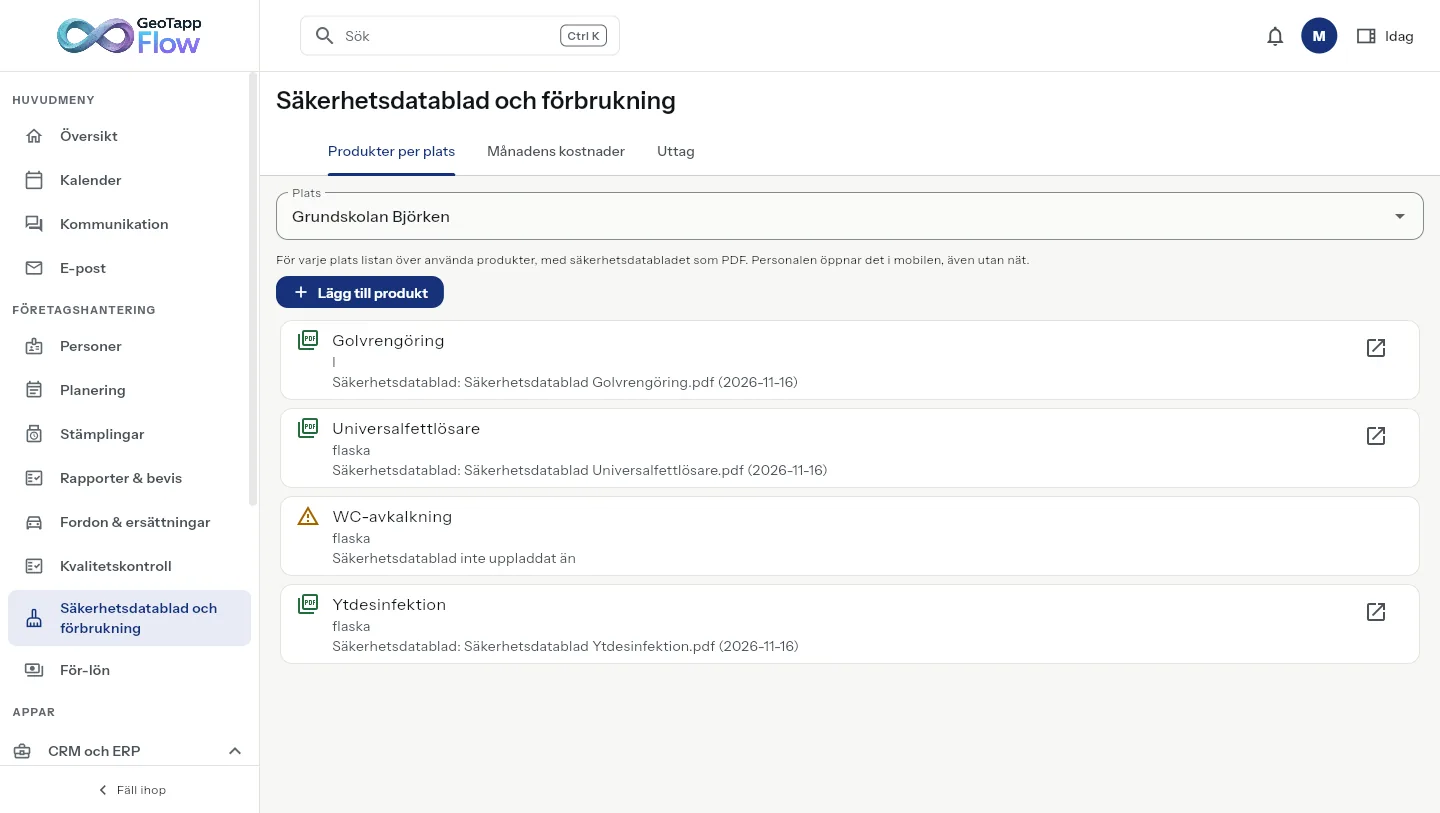 GeoTapp
Flow
Sök
Ctrl K
M
Idag
HUVUDMENY
Översikt
Kalender
Kommunikation
E-post
FÖRETAGSHANTERING
Personer
Planering
Stämplingar
Rapporter & bevis
Fordon & ersättningar
Kvalitetskontroll
Säkerhetsdatablad och
förbrukning
För-lön
APPAR
CRM och ERP
Fäll ihop
Säkerhetsdatablad och förbrukning
Produkter per plats
Månadens kostnader
Uttag
Plats
Grundskolan Björken
För varje plats listan över använda produkter, med säkerhetsdatabladet som PDF. Personalen öppnar det i mobilen, även utan nät.
Lägg till produkt
PDF
Golvrengöring
l
Säkerhetsdatablad: Säkerhetsdatablad Golvrengöring.pdf (2026-11-16)
PDF
Universalfettlösare
flaska
Säkerhetsdatablad: Säkerhetsdatablad Universalfettlösare.pdf (2026-11-16)
WC-avkalkning
flaska
Säkerhetsdatablad inte uppladdat än
PDF
Ytdesinfektion
flaska
Säkerhetsdatablad: Säkerhetsdatablad Ytdesinfektion.pdf (2026-11-16)